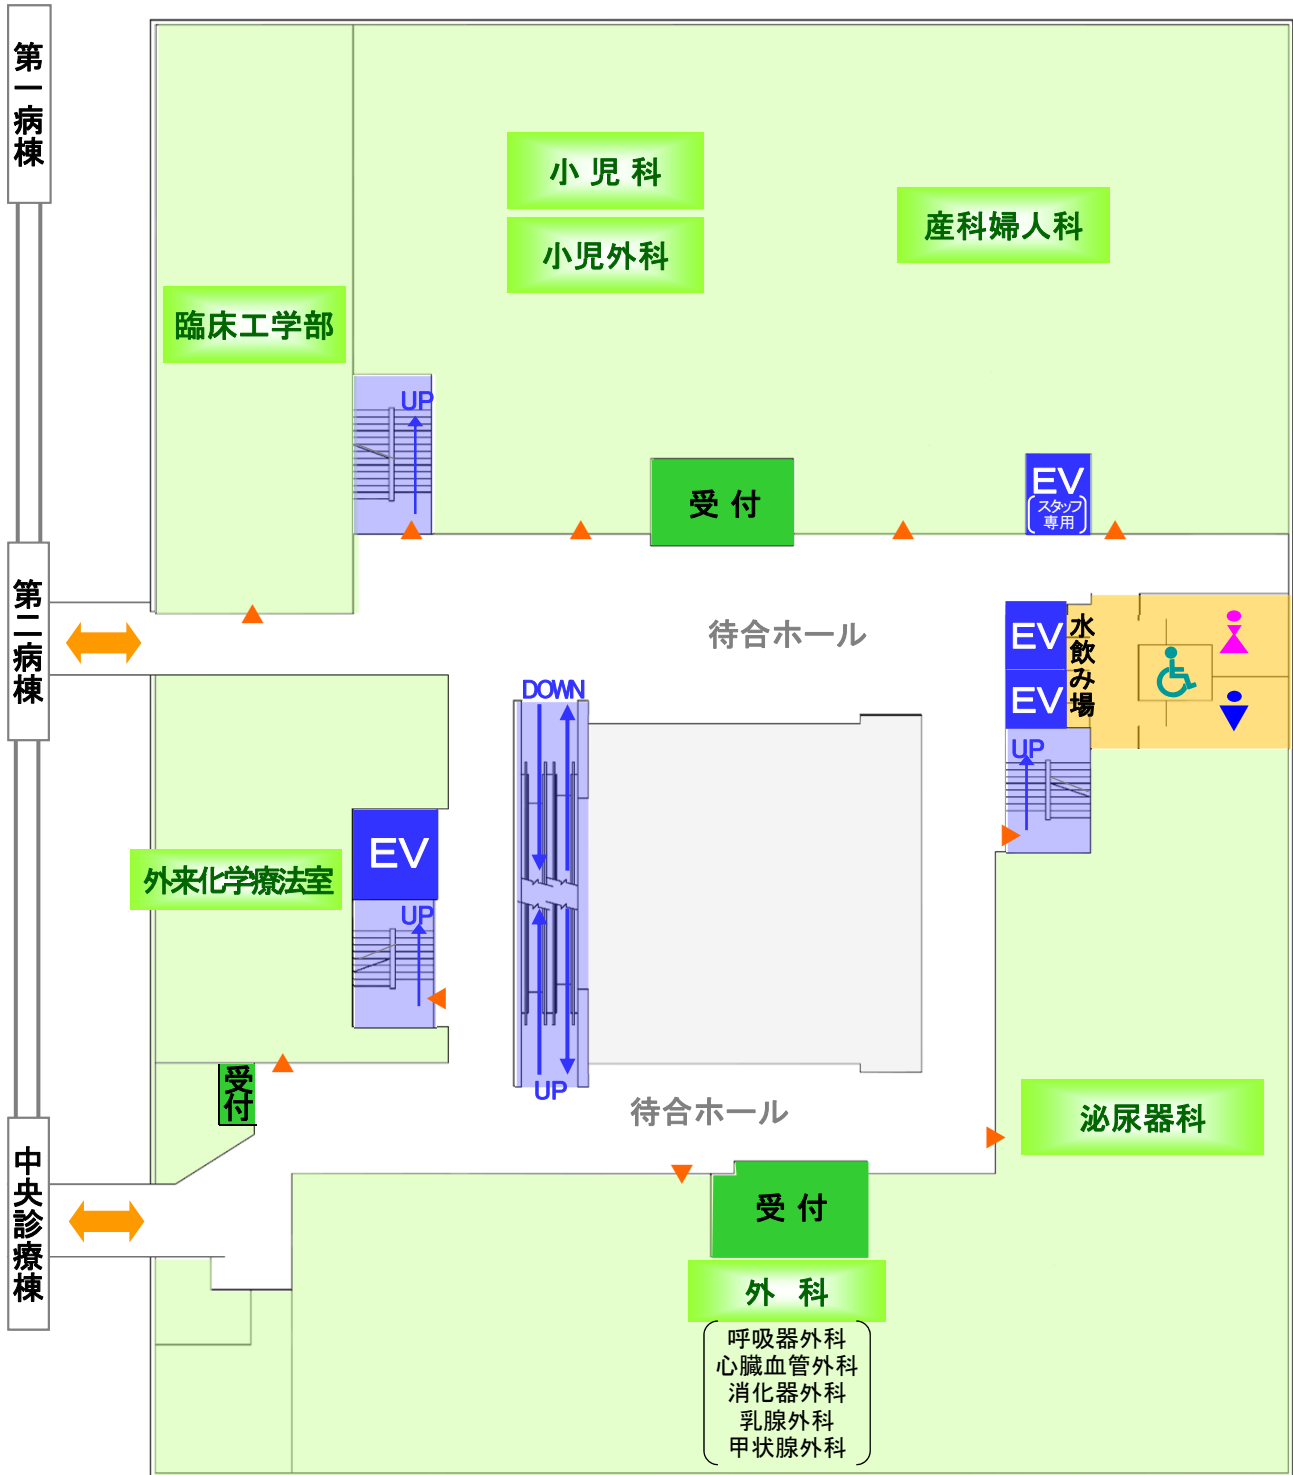 第一病棟
小児科
産科婦人科
小児外科
臨床工学部
UP
受付
EV
スタッフ
専用
第二病棟
待合ホール
EV
水飲み場
EV
DOWN
UP
EV
外来化学療法室
UP
受付
UP
待合ホール
泌尿器科
中央診療棟
受付
外科
呼吸器外科
心臓血管外科
消化器外科
乳腺外科
甲状腺外科